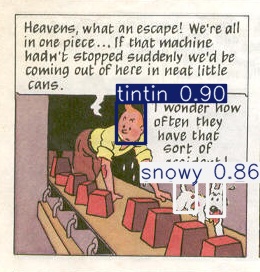 Heavens, what an escape! We're all
in one piece... If that machine
hadn't stopped suddenly we'd be
coming out of here in neat little
cans.
tintin 0.90
I wonder how
often they
have that
sort of
snowy 0.86